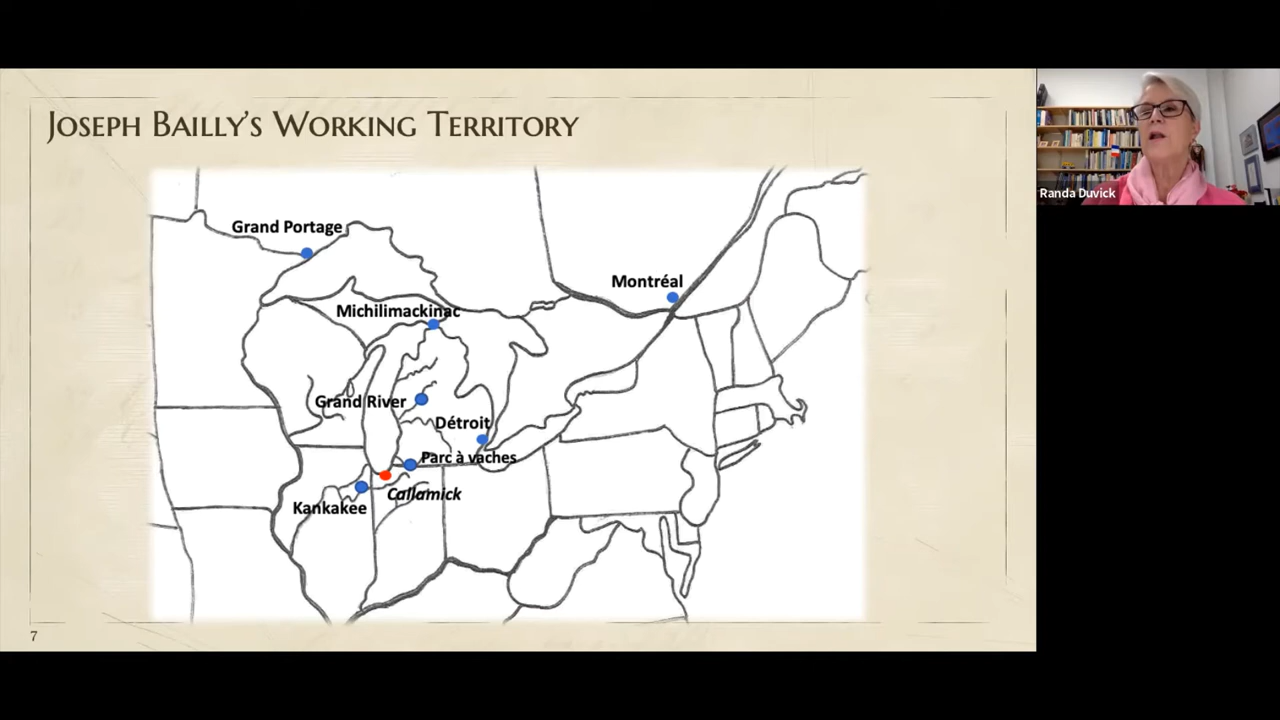 Joseph Bailly's Working Territory
Randa Duvick
Grand Portage
Montréal
Michilimackinac
Grand River
Détroit
Parc à vaches
Callamick
Kankakee
7